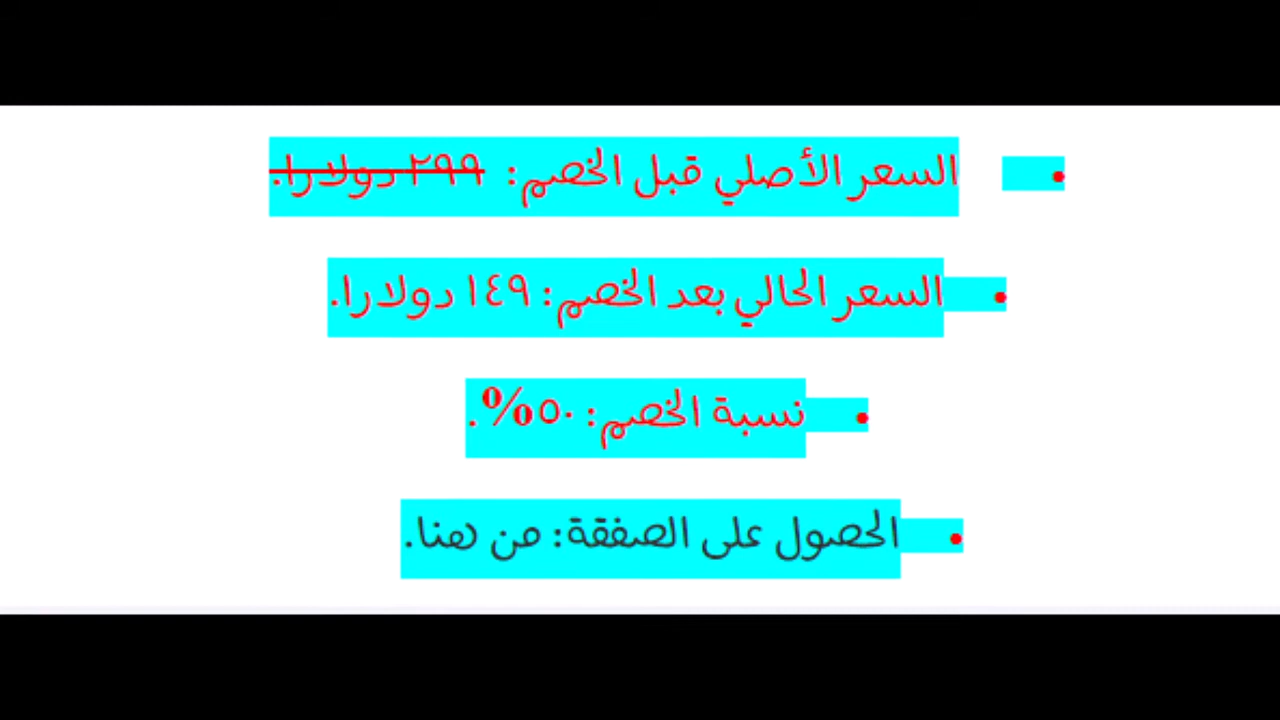 • السعر الأصلي قبل الخصم: ٢٩٩ دولارا.
• السعر الحالي بعد الخصم: ١٤٩ دولارا.
• نسبة الخصم: ٥٠%.
• الحصول على الصفقة: من هنا.